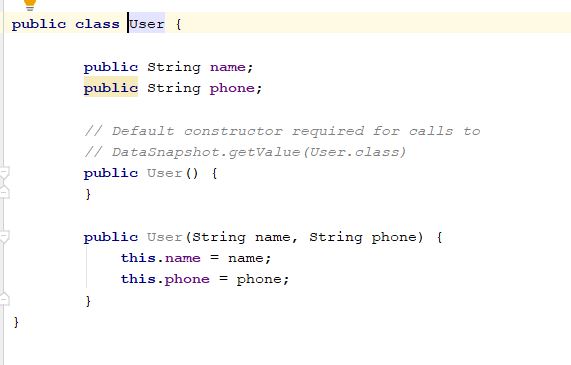 public class User {
public String name;
public String phone;
// Default constructor required for calls to
// DataSnapshot.getValue(User.class)
public User() {
}
public User(String name, String phone) {
this.name = name;
this.phone = phone;
}
}